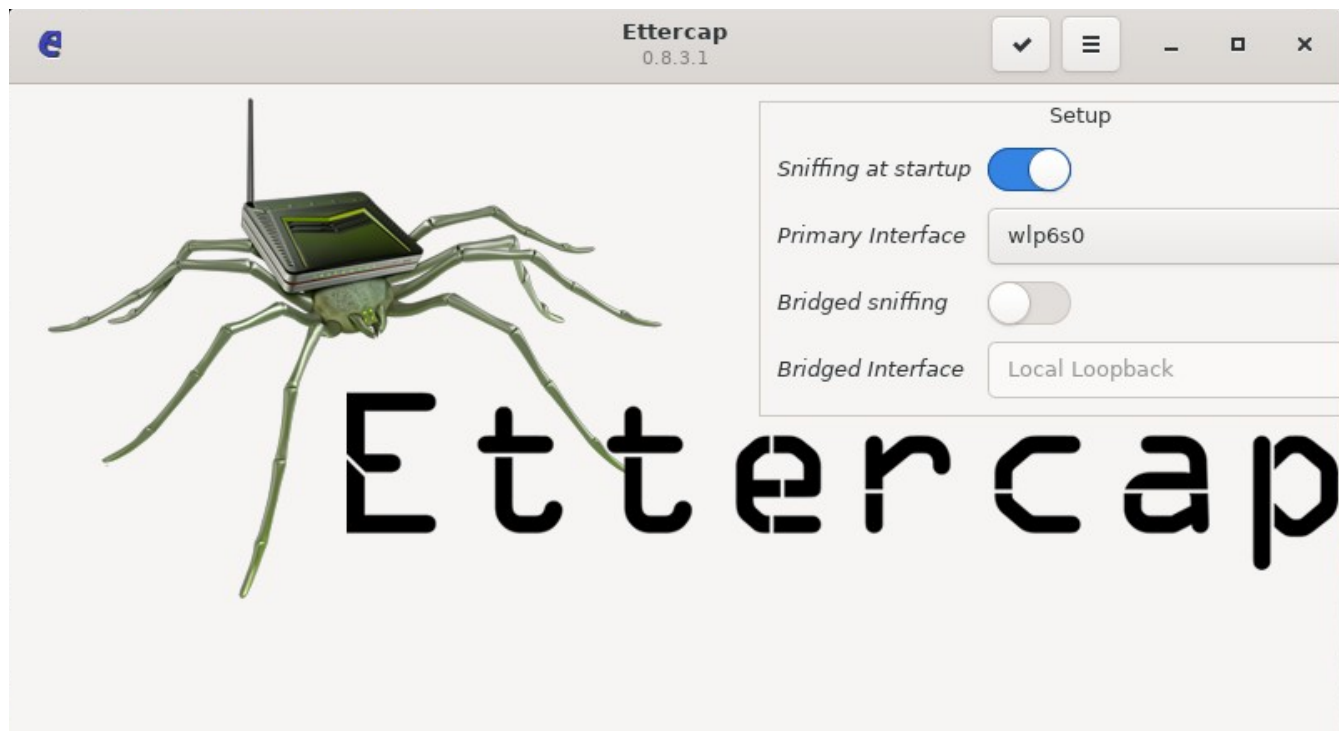 Ettercap
0.8.3.1
Setup
Sniffing at startup
Primary Interface wlp6s0
Bridged sniffing
Bridged Interface Local Loopback
Ettercap